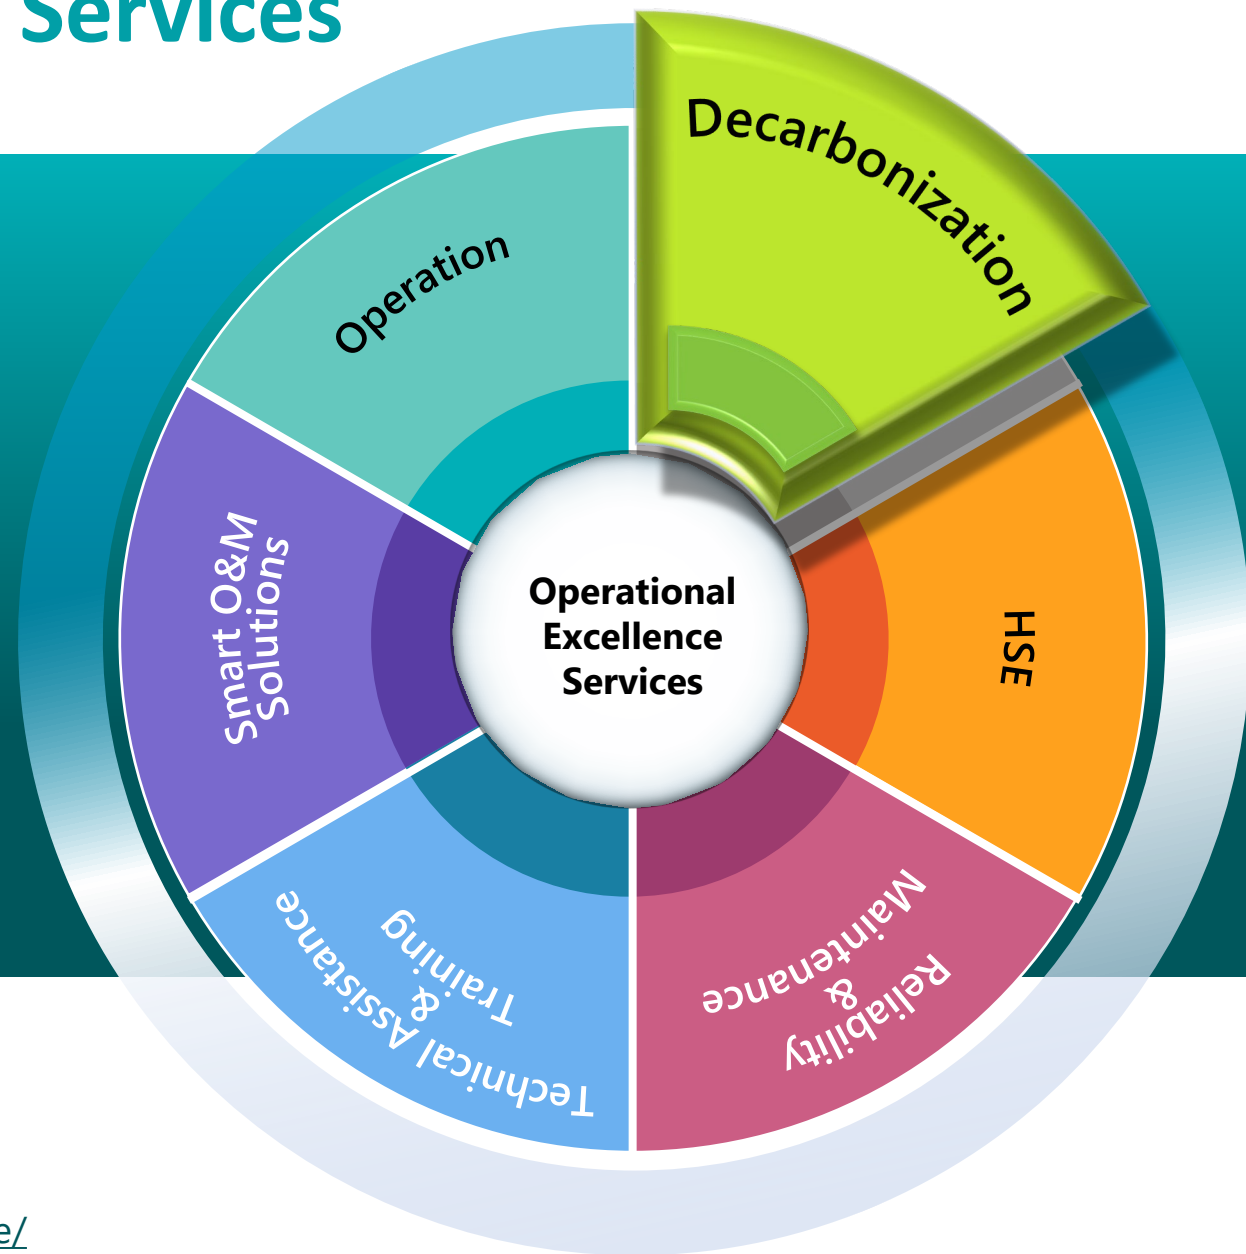 Services
Decarbonization
Operation
HSE
Smart O&M
Solutions
Operational
Excellence
Services
Reliability
&
Maintenance
Technical Assistance
&
Training
e/